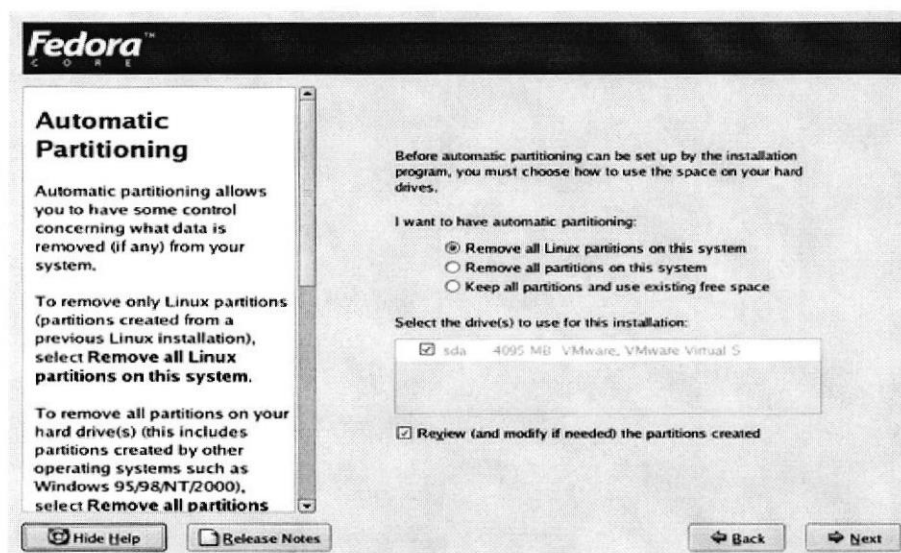 Fedora™
CORE
Automatic
Partitioning
Automatic partitioning allows
you to have some control
concerning what data is
removed (if any) from your
system.
To remove only Linux partitions
(partitions created from a
previous Linux installation),
select Remove all Linux
partitions on this system.
To remove all partitions on your
hard drive(s) (this includes
partitions created by other
operating systems such as
Windows 95/98/NT/2000),
select Remove all partitions
Before automatic partitioning can be set up by the installation
program, you must choose how to use the space on your hard
drives.
I want to have automatic partitioning:
Remove all Linux partitions on this system
Remove all partitions on this system
Keep all partitions and use existing free space
Select the drive(s) to use for this installation:
sda 4095 MB VMware, VMware Virtual S
Review (and modify if needed) the partitions created
Hide Help
Release Notes
Back
Next